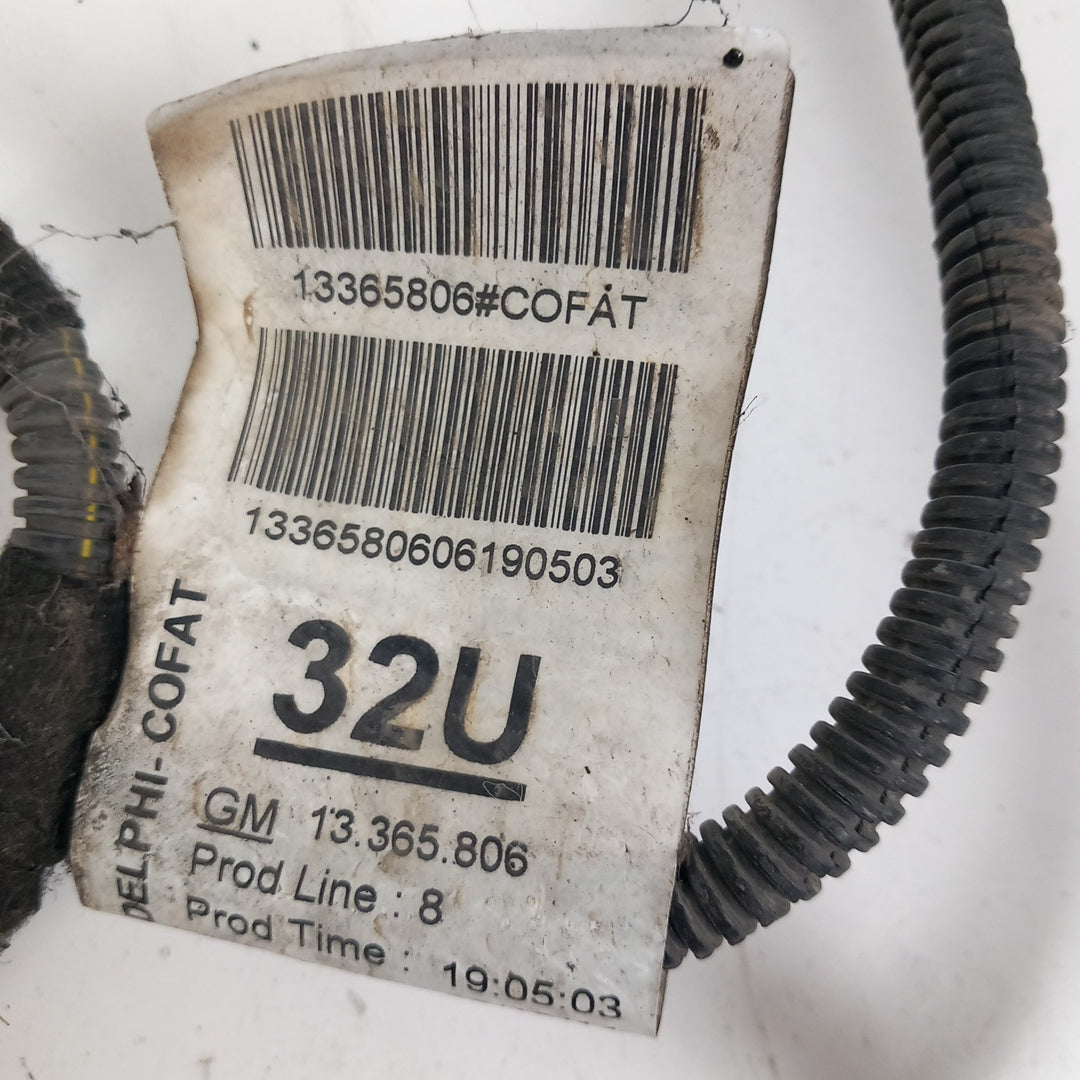 13365806#COFAT
1336580606190503
32U
DELPHI-COFAT
GM 13.365.806
Prod Line : 8
Prod Time : 19:05:03